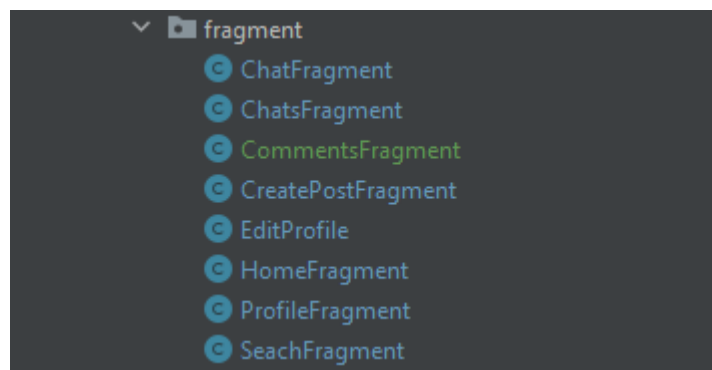 fragment
C ChatFragment
C ChatsFragment
C CommentsFragment
C CreatePostFragment
C EditProfile
C HomeFragment
C ProfileFragment
C SeachFragment